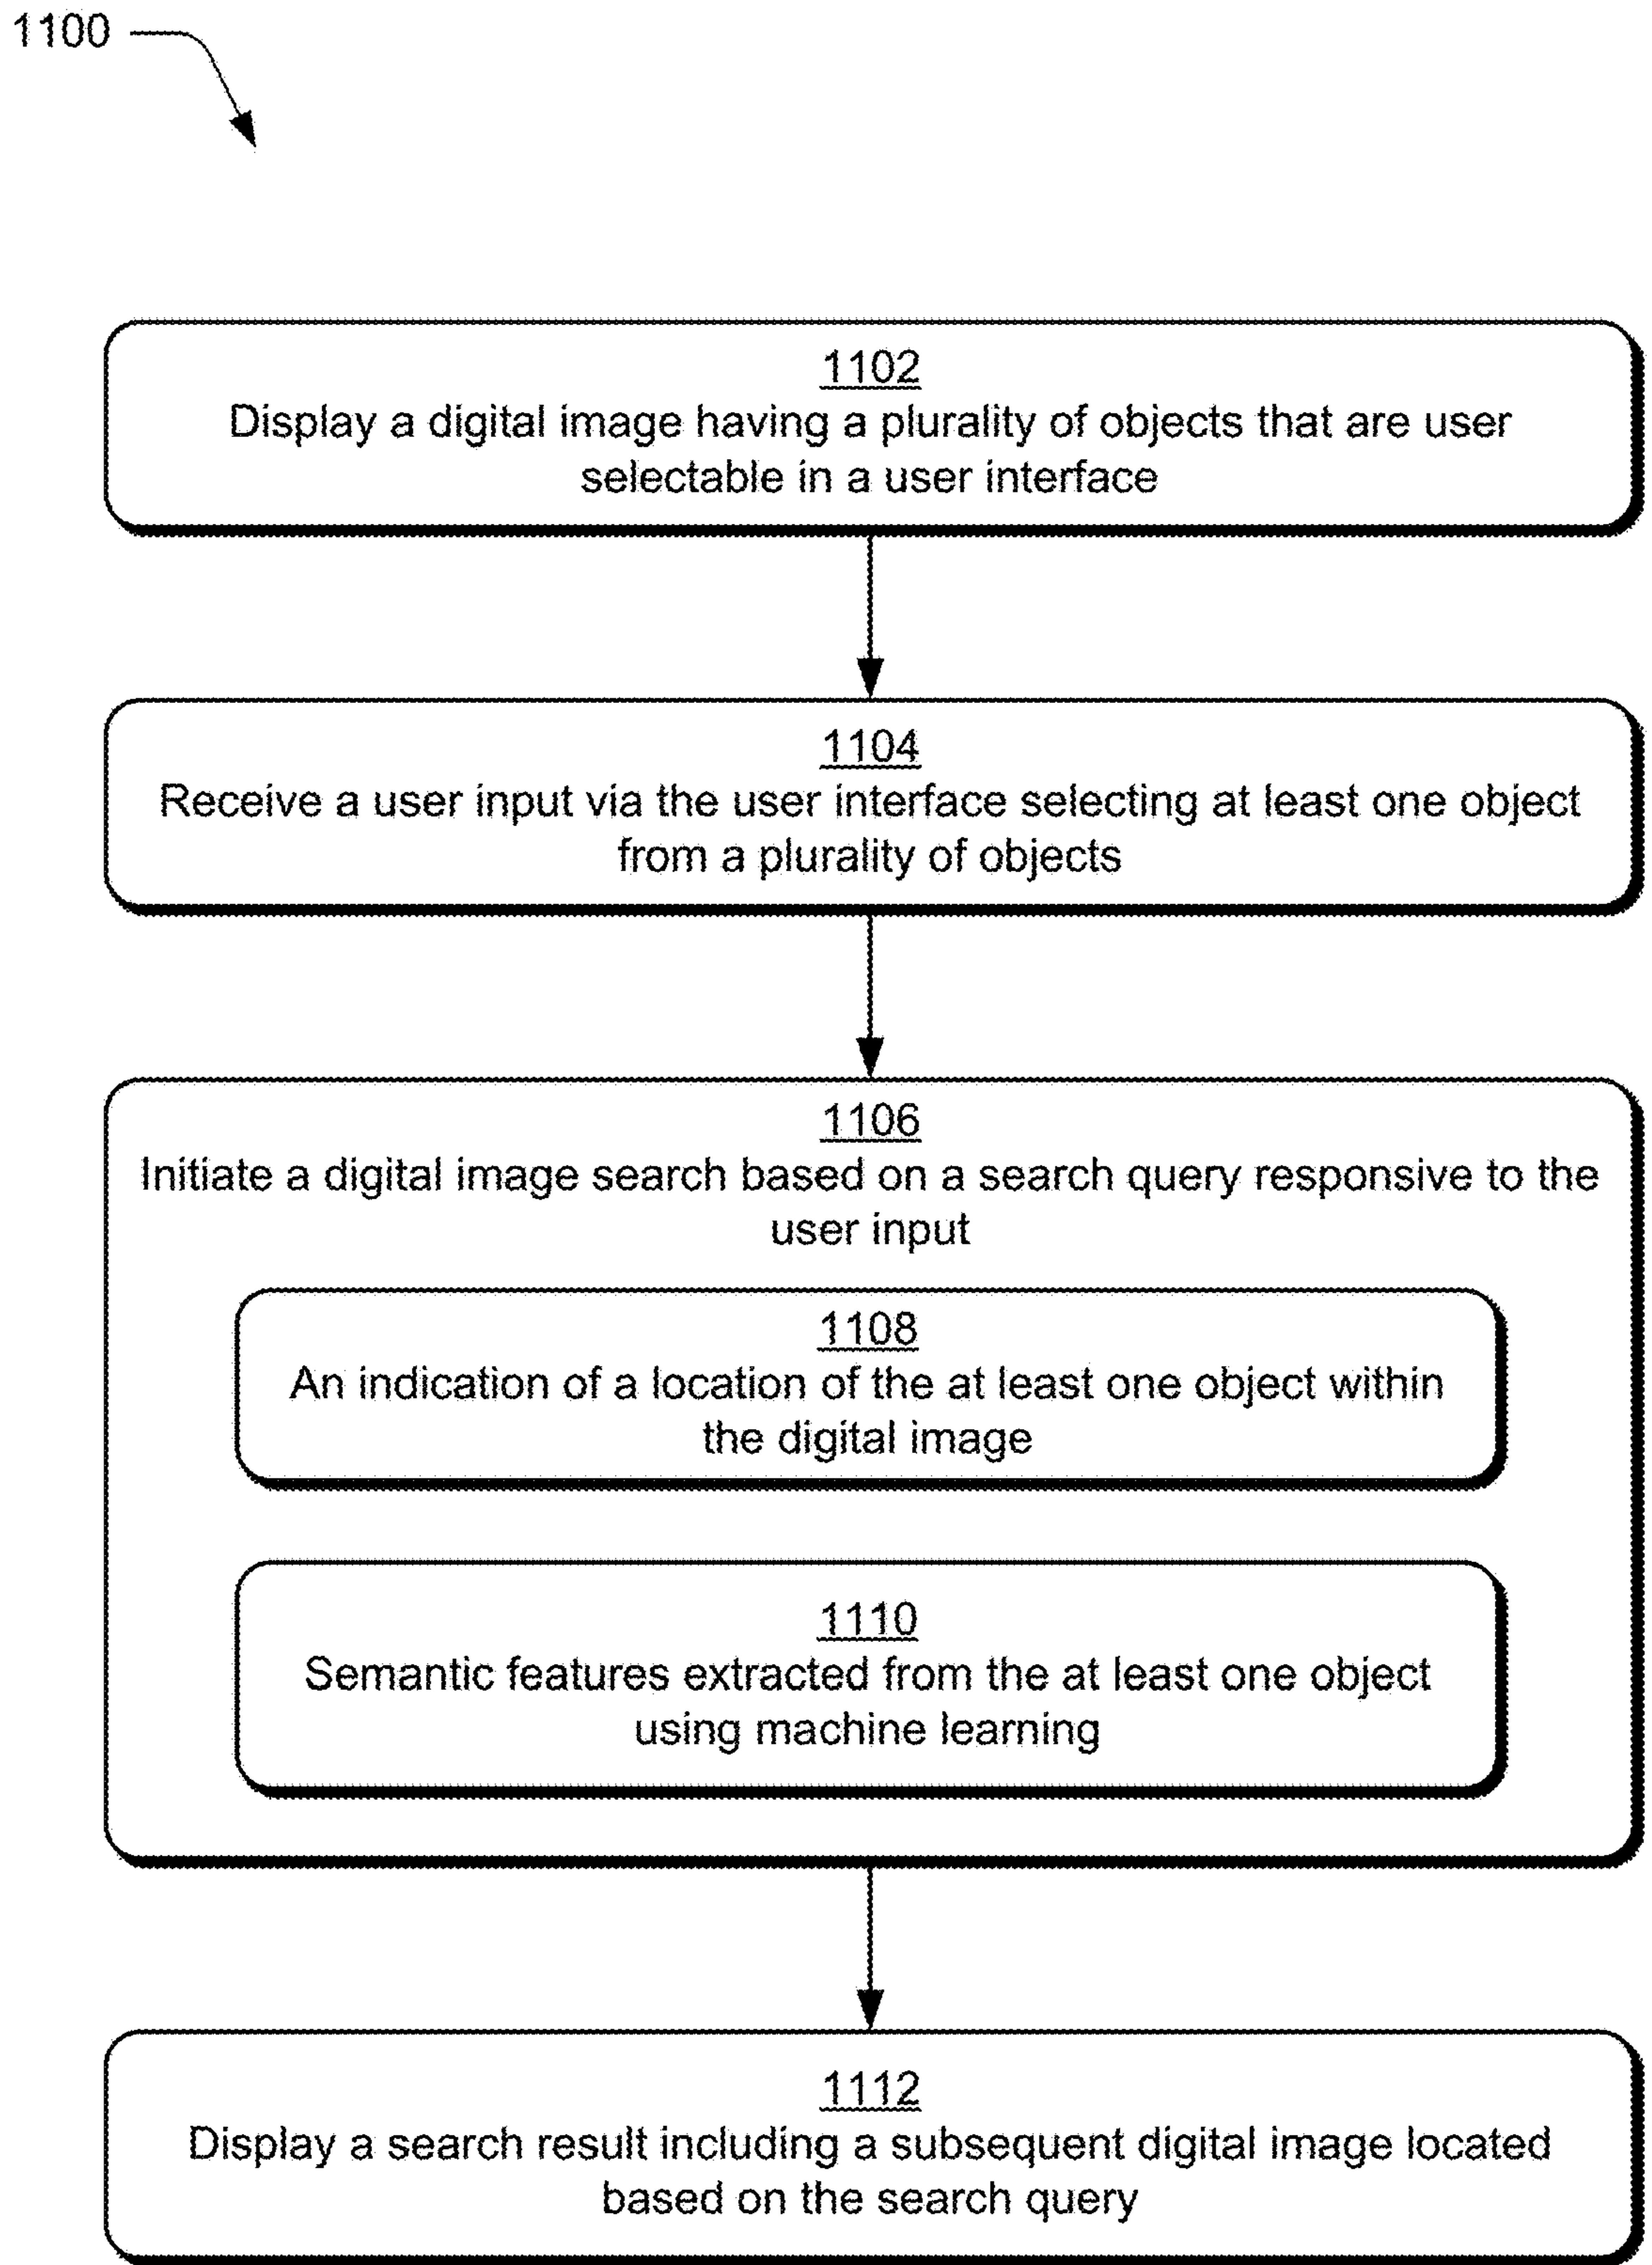 1100
1102
Display a digital image having a plurality of objects that are user
selectable in a user interface
1104
Receive a user input via the user interface selecting at least one object
from a plurality of objects
1106
Initiate a digital image search based on a search query responsive to the
user input
1108
An indication of a location of the at least one object within
the digital image
1110
Semantic features extracted from the at least one object
using machine learning
1112
Display a search result including a subsequent digital image located
based on the search query